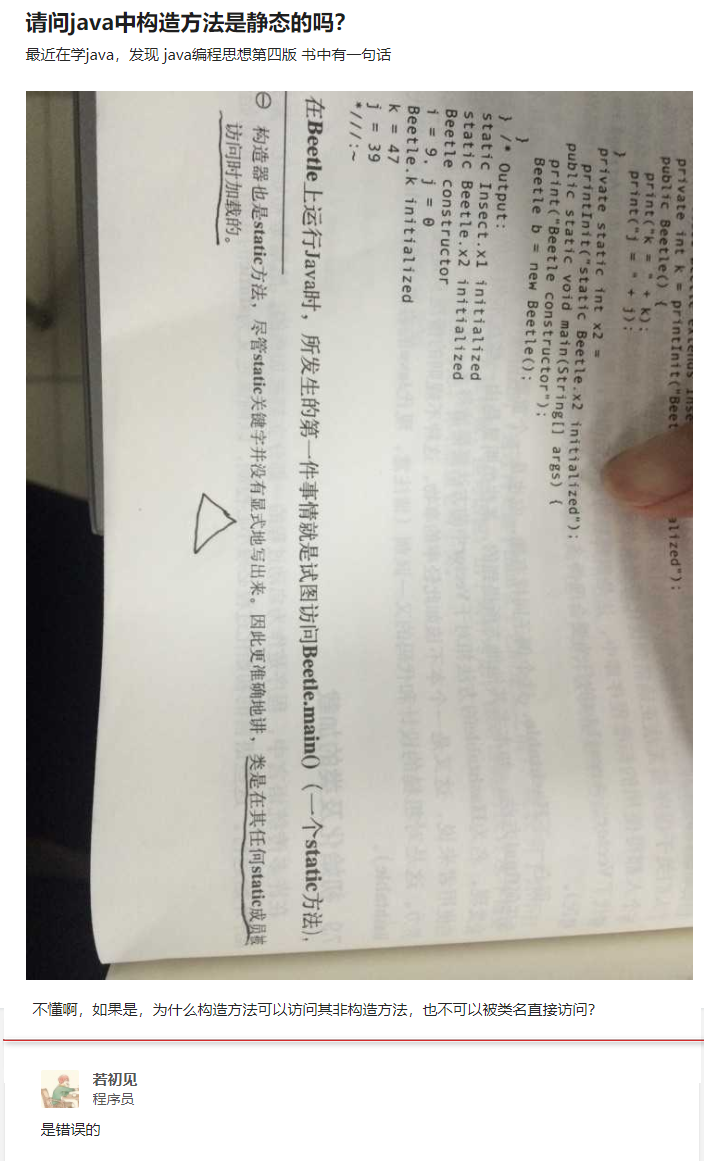 请问java中构造方法是静态的吗?
最近在学java，发现 java编程思想第四版 书中有一句话
private int k = printInit("Beet
alized");
public Beetle() {
print("k = " + k);
print("j = " + j);
}
private static int x2 =
printInit("static Beetle.x2 initialized");
public static void main(String[] args) {
print("Beetle constructor");
Beetle b = new Beetle();
}
} /* Output:
static Insect.x1 initialized
static Beetle.x2 initialized
Beetle constructor
i = 9, j = 0
Beetle.k initialized
k = 47
j = 39
*///:~
在Beetle上运行Java时，所发生的第一件事情就是试图访问Beetle.main()（一个static方法），
㊀ 构造器也是static方法，尽管static关键字并没有显式地写出来。因此更准确地讲，类是在其任何static成员被
访问时加载的。
不懂啊，如果是，为什么构造方法可以访问其非构造方法，也不可以被类名直接访问?
若初见
程序员
是错误的